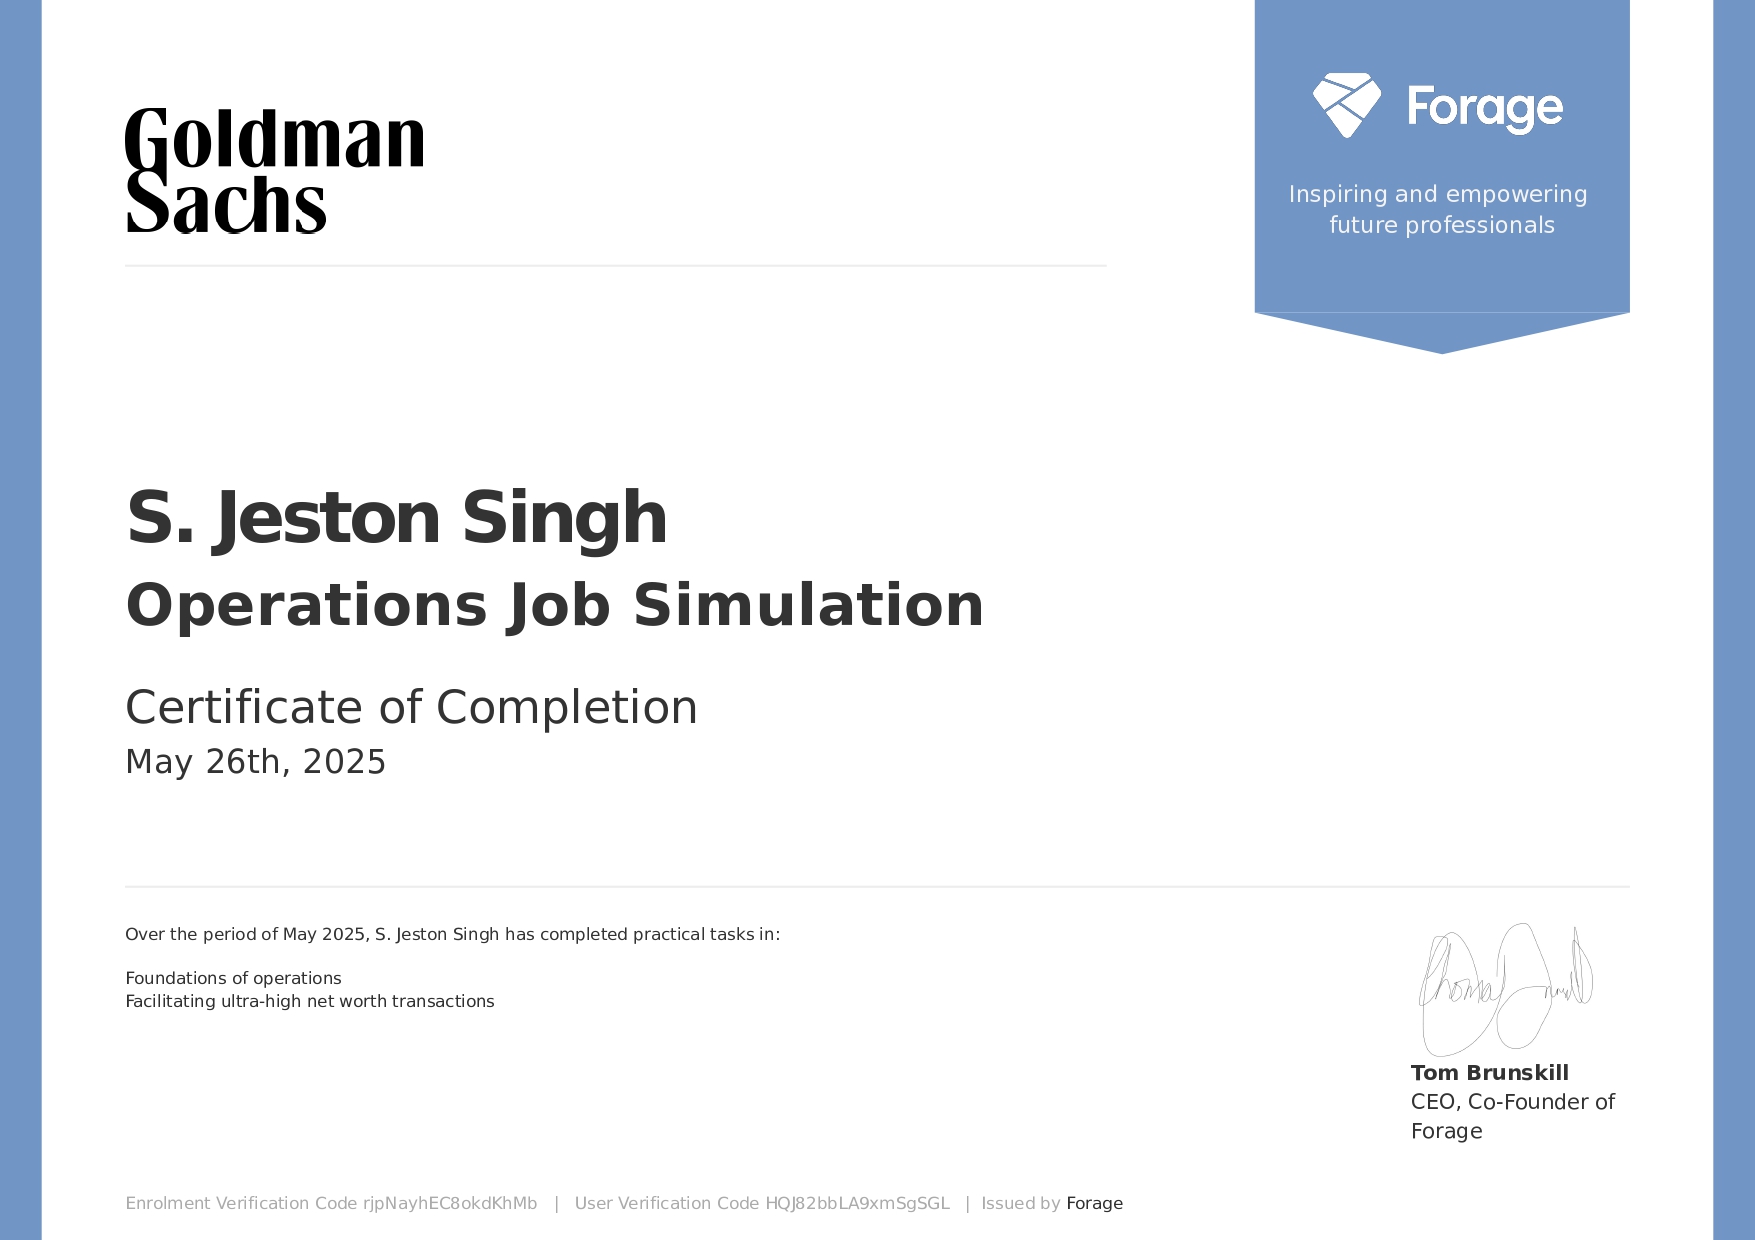 Goldman
Sachs
Forage
Inspiring and empowering
future professionals
S. Jeston Singh
Operations Job Simulation
Certificate of Completion
May 26th, 2025
Over the period of May 2025, S. Jeston Singh has completed practical tasks in:
Foundations of operations
Facilitating ultra-high net worth transactions
Tom Brunskill
CEO, Co-Founder of
Forage
Enrolment Verification Code rjpNayhEC8okdKhMb | User Verification Code HQJ82bbLA9xmSgSGL | Issued by Forage